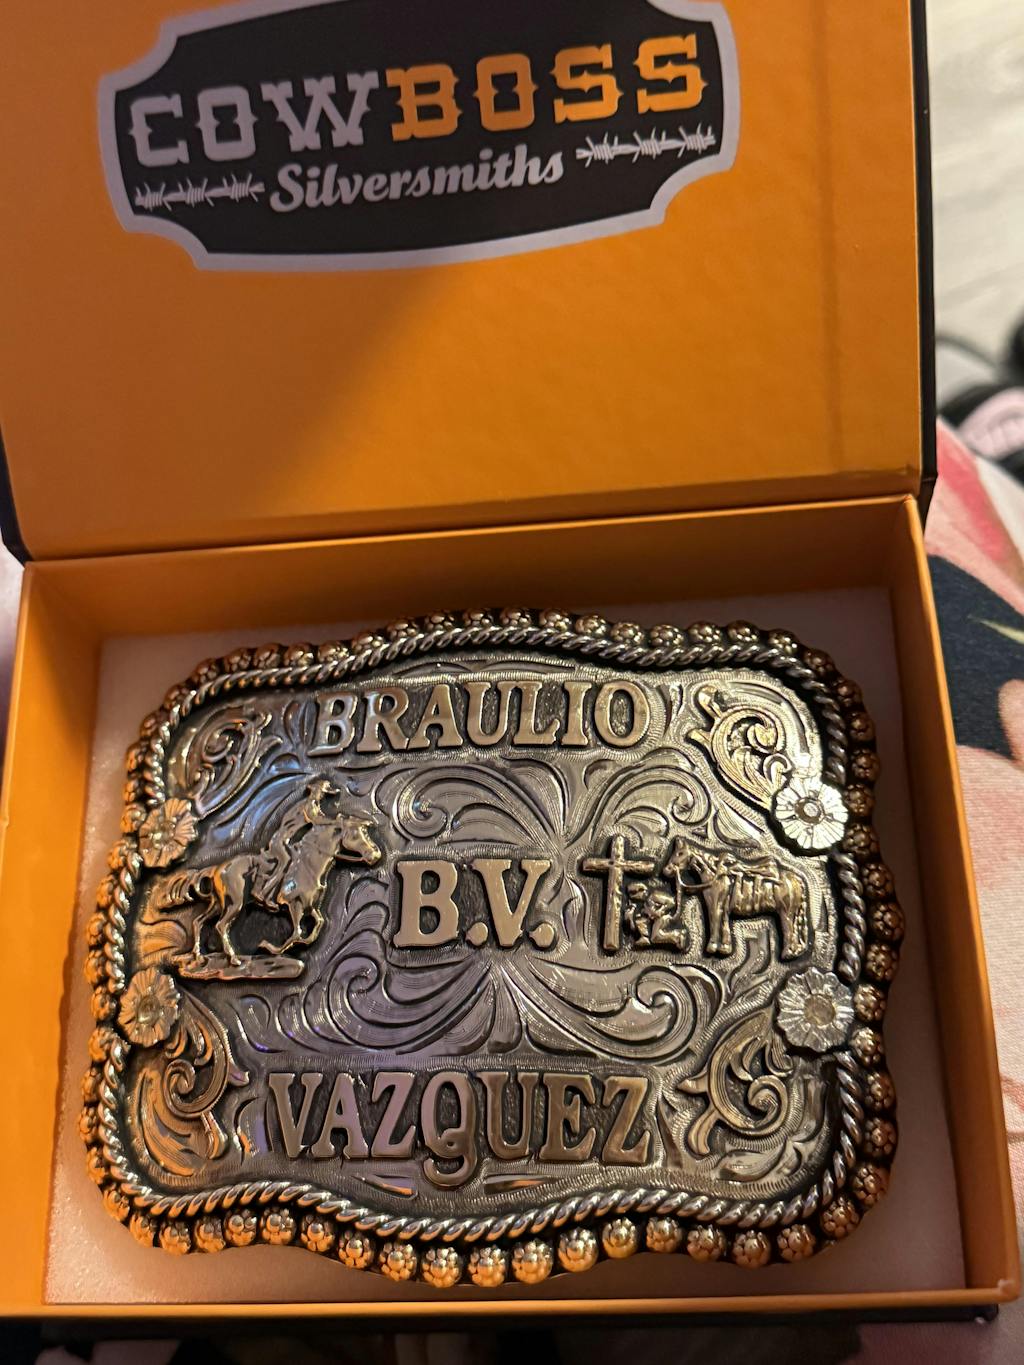 COWBOSS
Silversmiths
BRAULIO
B.V.
VAZQUEZ